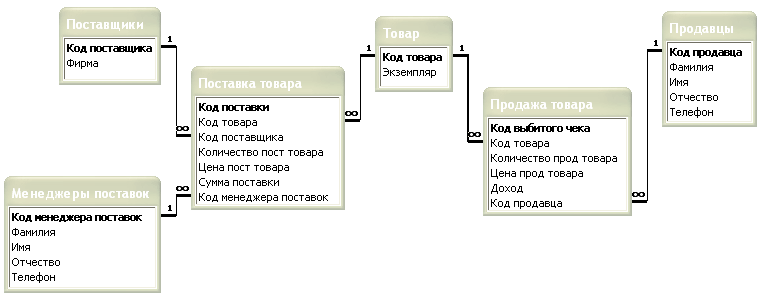 Поставщики
Код поставщика
Фирма
1
Поставка товара
Код поставки
Код товара
Код поставщика
Количество пост товара
Цена пост товара
Сумма поставки
Код менеджера поставок
∞
∞
∞
Менеджеры поставок
Код менеджера поставок
Фамилия
Имя
Отчество
Телефон
1
Товар
Код товара
Экземпляр
1
1
Продажа товара
Код выбитого чека
Код товара
Количество прод товара
Цена прод товара
Доход
Код продавца
∞
∞
Продавцы
Код продавца
Фамилия
Имя
Отчество
Телефон
1